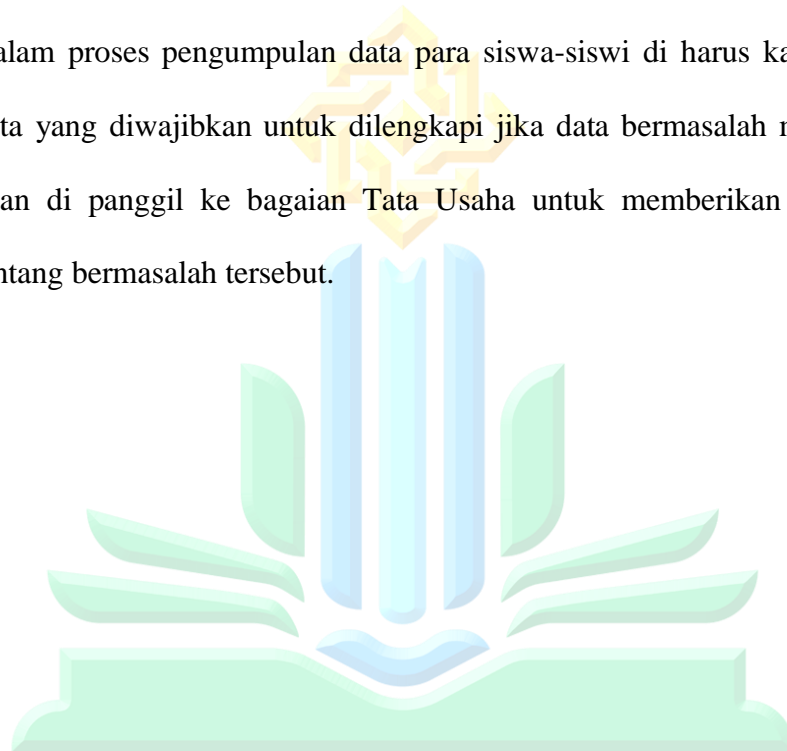 alam proses pengumpulan data para siswa-siswi di harus ka
ta yang diwajibkan untuk dilengkapi jika data bermasalah
an di panggil ke bagaian Tata Usaha untuk memberikan
ntang bermasalah tersebut.